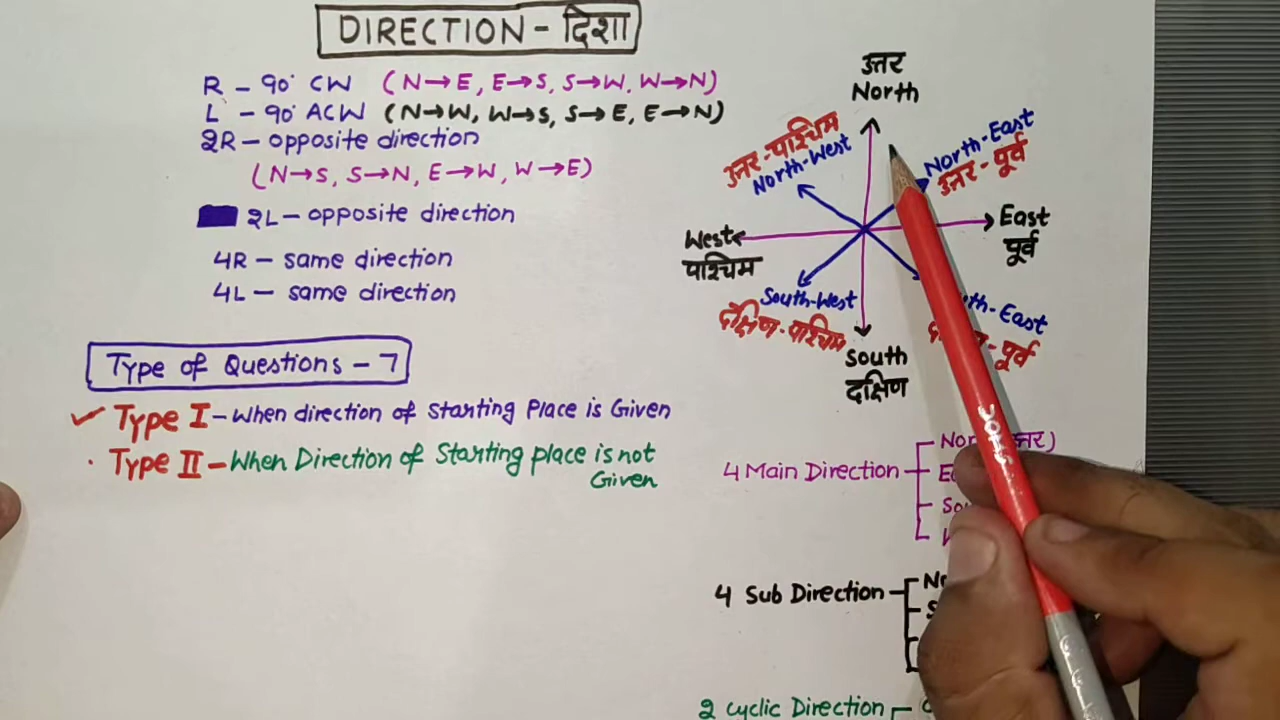 DIRECTION - दिशा
R - 90° CW (N→E, E→S, S→W, W→N)
L - 90° ACW (N→W, W→S, S→E, E→N)
2R - opposite direction
(N→S, S→N, E→W, W→E)
2L - opposite direction
4R - same direction
4L - same direction
Type of Questions - 7
Type I - When direction of Starting Place is Given
Type II - When Direction of Starting place is not
Given
उत्तर
North
उत्तर-पश्चिम
North-West
North-East
उत्तर-पूर्व
West
पश्चिम
East
पूर्व
South-West
दक्षिण-पश्चिम
-East
-पूर्व
South
दक्षिण
4 Main Direction
4 Sub Direction
2 cyclic Direction